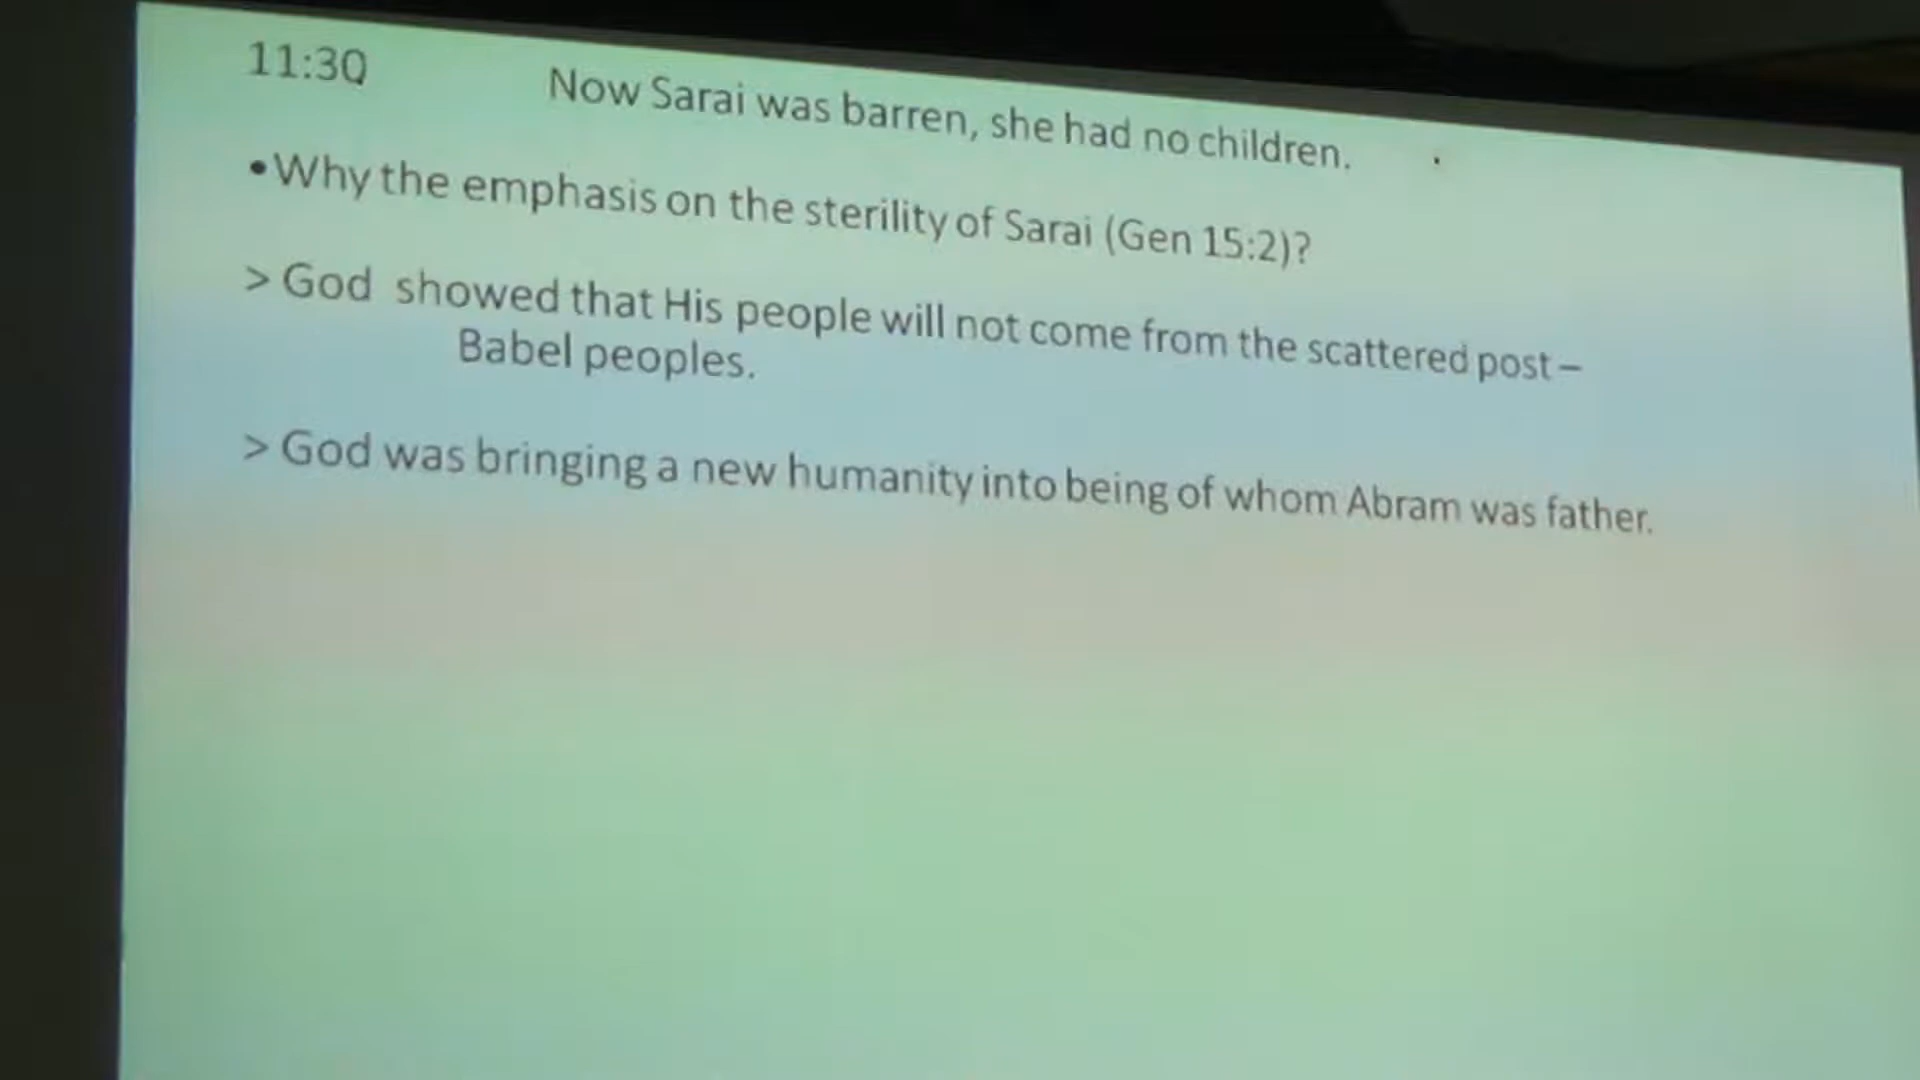 11:30 Now Sarai was barren, she had no children.
•Why the emphasis on the sterility of Sarai (Gen 15:2)?
> God showed that His people will not come from the scattered post –
Babel peoples.
> God was bringing a new humanity into being of whom Abram was father.